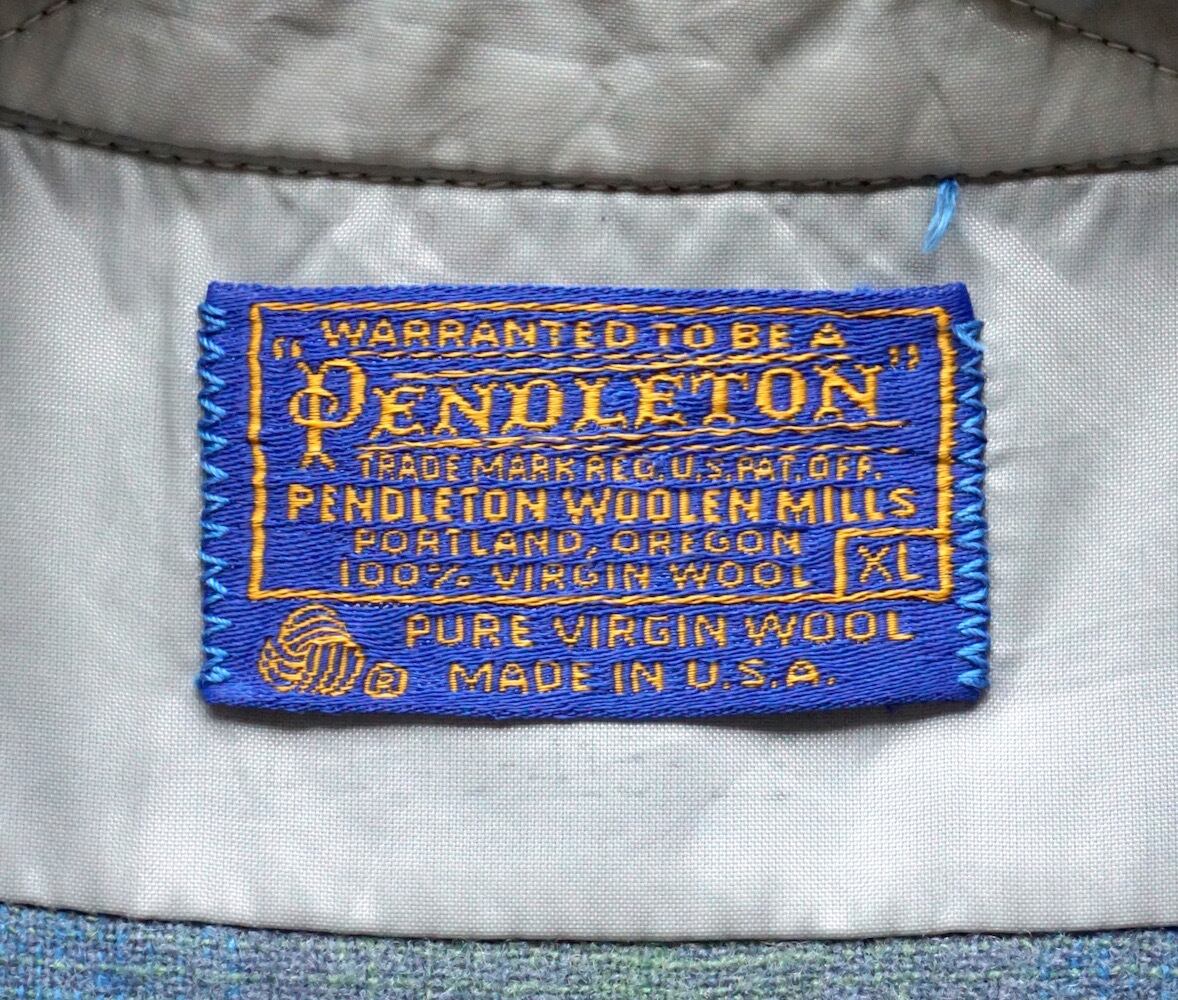 WARRANTED TO BE A
"PENDLETON"
TRADE MARK REG. U.S. PAT. OFF.
PENDLETON WOOLEN MILLS
PORTLAND, OREGON
100% VIRGIN WOOL
XL
PURE VIRGIN WOOL
® MADE IN U.S.A.